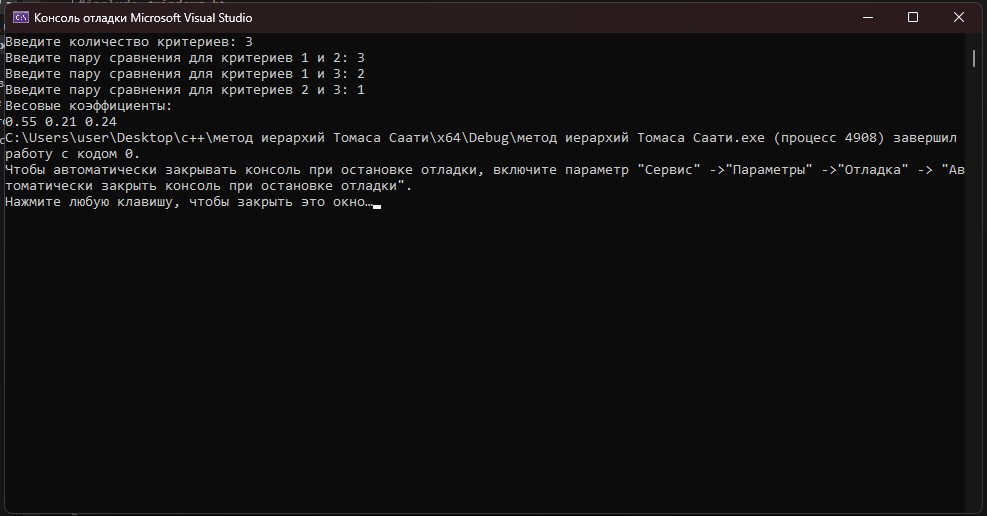 Консоль отладки Microsoft Visual Studio
Введите количество критериев: 3
Введите пару сравнения для критериев 1 и 2: 3
Введите пару сравнения для критериев 1 и 3: 2
Введите пару сравнения для критериев 2 и 3: 1
Весовые коэффициенты:
0.55 0.21 0.24
C:\Users\user\Desktop\c++\метод иерархий Томаса Саати\x64\Debug\метод иерархий Томаса Саати.exe (процесс 4908) завершил
работу с кодом 0.
Чтобы автоматически закрывать консоль при остановке отладки, включите параметр "Сервис" ->"Параметры" ->"Отладка" -> "Ав
томатически закрыть консоль при остановке отладки".
Нажмите любую клавишу, чтобы закрыть это окно…